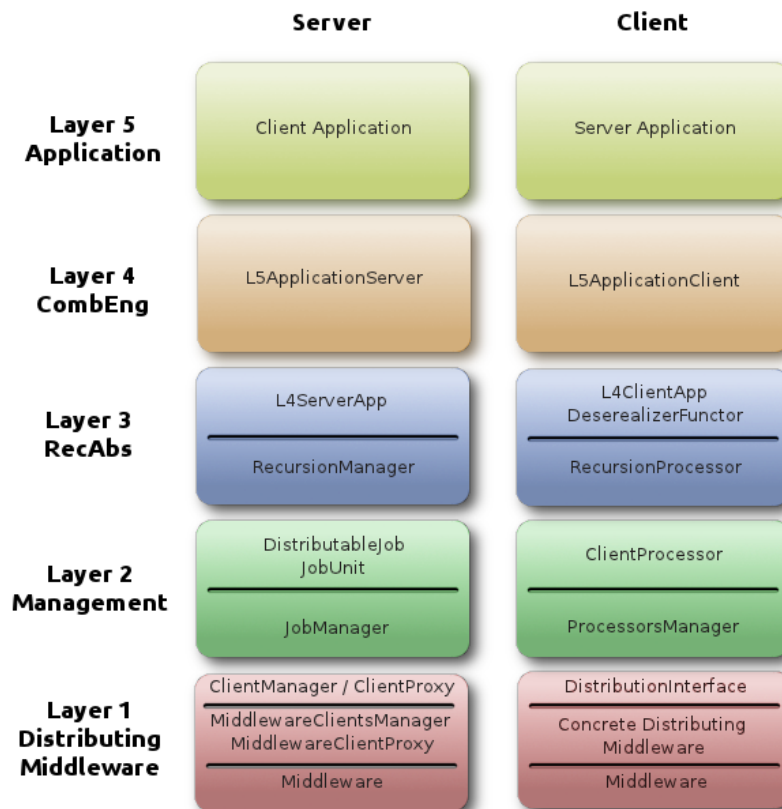 Server
Client
Layer 5
Application
Client Application
Server Application
Layer 4
CombEng
L5ApplicationServer
L5ApplicationClient
Layer 3
RecAbs
L4ServerApp
RecursionManager
L4ClientApp
DeserealizerFunctor
RecursionProcessor
Layer 2
Management
DistributableJob
JobUnit
JobManager
ClientProcessor
ProcessorsManager
Layer 1
Distributing
Middleware
ClientManager / ClientProxy
MiddlewareClientsManager
MiddlewareClientProxy
Middleware
DistributionInterface
Concrete Distributing
Middleware
Middleware